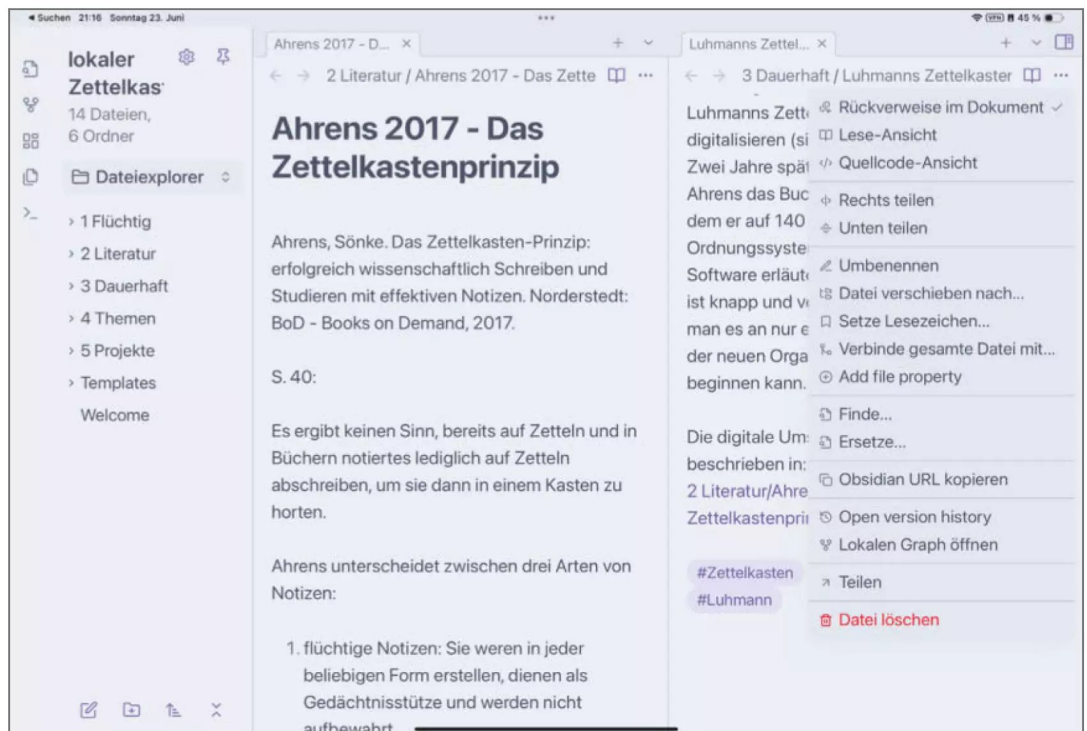 Suchen 21:16 Sonntag 23. Juni
VPN 45 %
lokaler
Zettelkas
14 Dateien,
6 Ordner
Dateiexplorer
1 Flüchtig
2 Literatur
3 Dauerhaft
4 Themen
5 Projekte
Templates
Welcome
Ahrens 2017 - D...
2 Literatur / Ahrens 2017 - Das Zette
Ahrens 2017 - Das
Zettelkastenprinzip
Ahrens, Sönke. Das Zettelkasten-Prinzip:
erfolgreich wissenschaftlich Schreiben und
Studieren mit effektiven Notizen. Norderstedt:
BoD - Books on Demand, 2017.
S. 40:
Es ergibt keinen Sinn, bereits auf Zetteln und in
Büchern notiertes lediglich auf Zetteln
abschreiben, um sie dann in einem Kasten zu
horten.
Ahrens unterscheidet zwischen drei Arten von
Notizen:
1. flüchtige Notizen: Sie weren in jeder
beliebigen Form erstellen, dienen als
Gedächtnisstütze und werden nicht
aufbewahrt
Luhmanns Zettel...
3 Dauerhaft / Luhmanns Zettelkaster
Luhmanns Zett
digitalisieren (si
Zwei Jahre spät
Ahrens das Buc
dem er auf 140
Ordnungssyste
Software erläut
ist knapp und v
man es an nur e
der neuen Orga
beginnen kann.
Die digitale Um
beschrieben in:
2 Literatur/Ahre
Zettelkastenprin
#Zettelkasten
#Luhmann
Rückverweise im Dokument
Lese-Ansicht
Quellcode-Ansicht
Rechts teilen
Unten teilen
Umbenennen
Datei verschieben nach...
Setze Lesezeichen...
Verbinde gesamte Datei mit...
Add file property
Finde...
Ersetze...
Obsidian URL kopieren
Open version history
Lokalen Graph öffnen
Teilen
Datei löschen